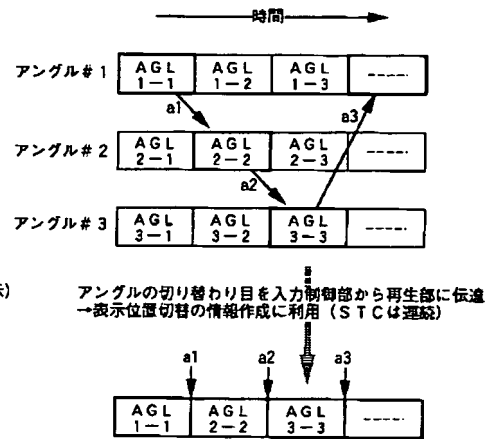 時間
アングル#1
AGL 1-1
AGL 1-2
AGL 1-3
-----
a1
a3
アングル#2
AGL 2-1
AGL 2-2
AGL 2-3
-----
a2
アングル#3
AGL 3-1
AGL 3-2
AGL 3-3
-----
示)
アングルの切り替わり目を入力制御部から再生部に伝達
→表示位置切替の情報作成に利用(STCは連続)
a1
a2
a3
AGL 1-1
AGL 2-2
AGL 3-3
-----